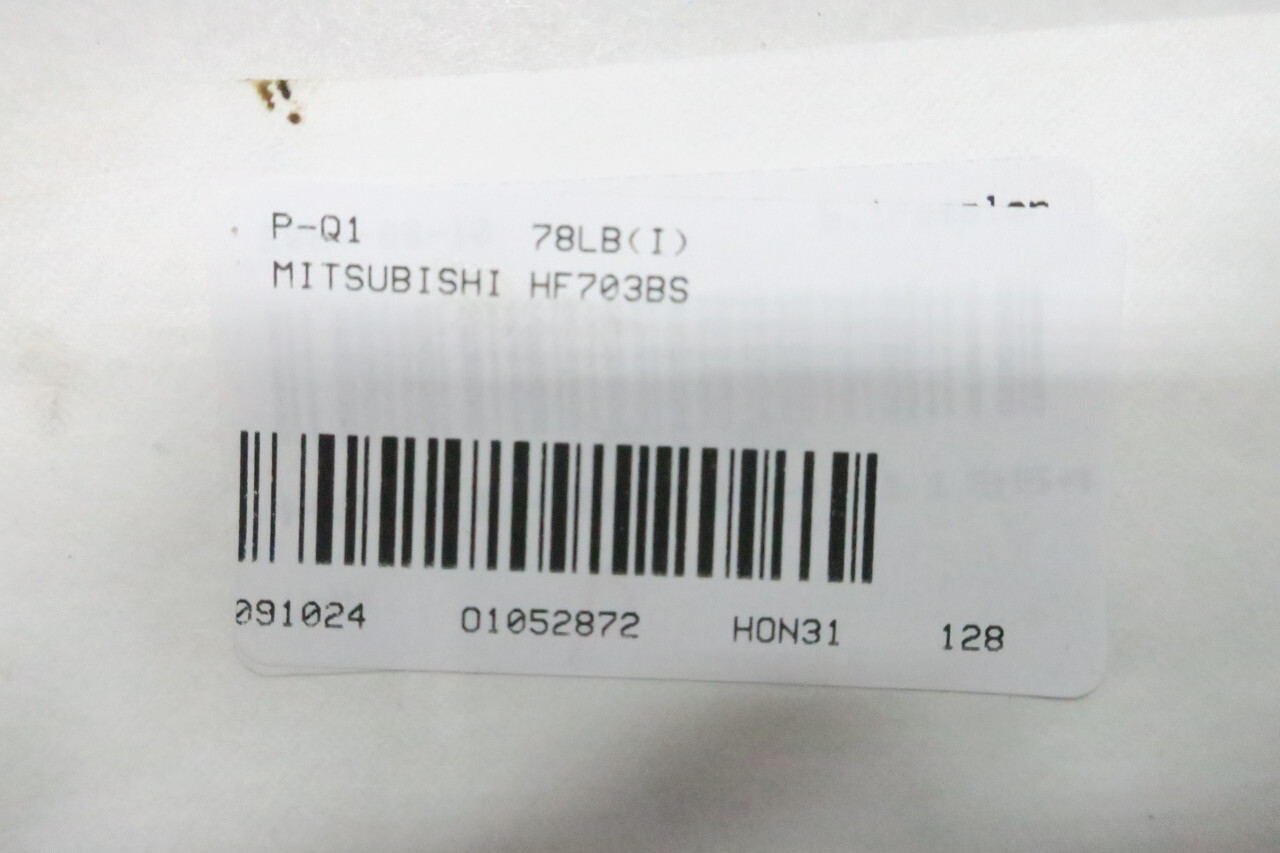 P-Q1 78LB(I)
MITSUBISHI HF703BS
091024 01052872 HON31 128